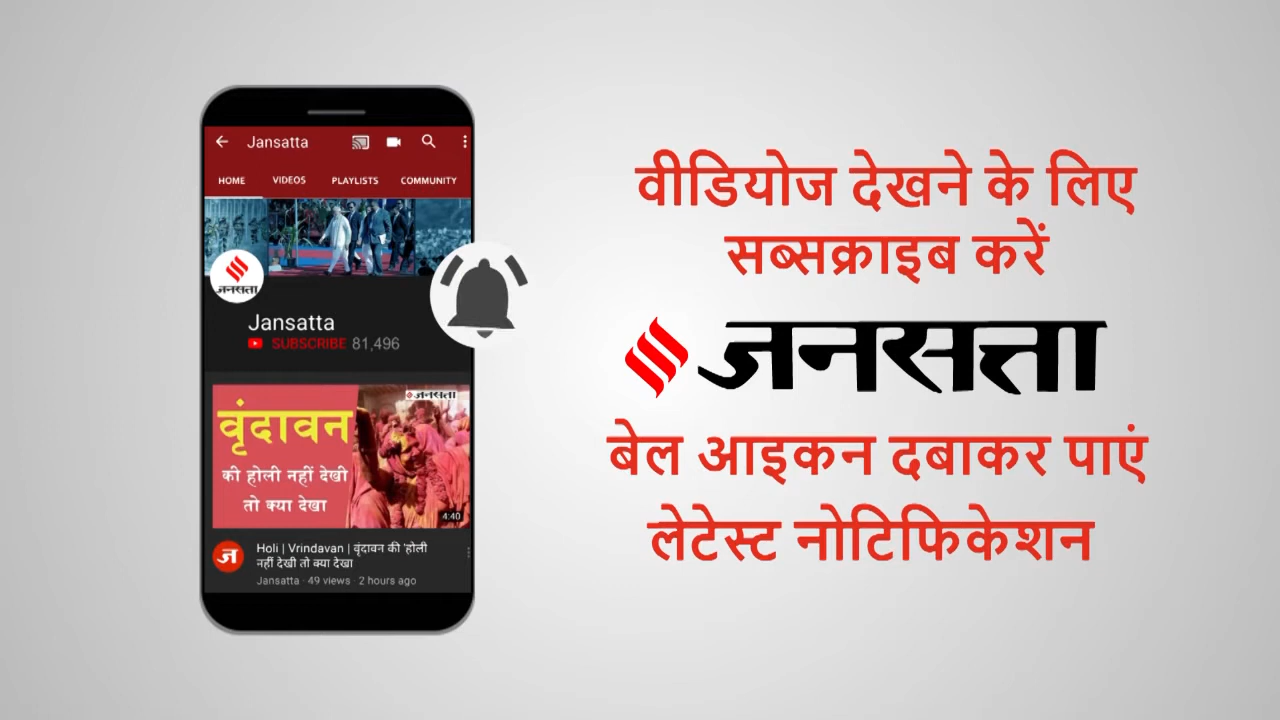 Jansatta
HOME VIDEOS PLAYLISTS COMMUNITY
जनसत्ता
Jansatta
SUBSCRIBE 81,496
जनसत्ता
वृंदावन
की होली नहीं देखी
तो क्या देखा
4:40
ज
Holi | Vrindavan | वृंदावन की 'होली
नहीं देखी तो क्या देखा
Jansatta · 49 views · 2 hours ago
वीडियोज देखने के लिए
सब्सक्राइब करें
जनसत्ता
बेल आइकन दबाकर पाएं
लेटेस्ट नोटिफिकेशन